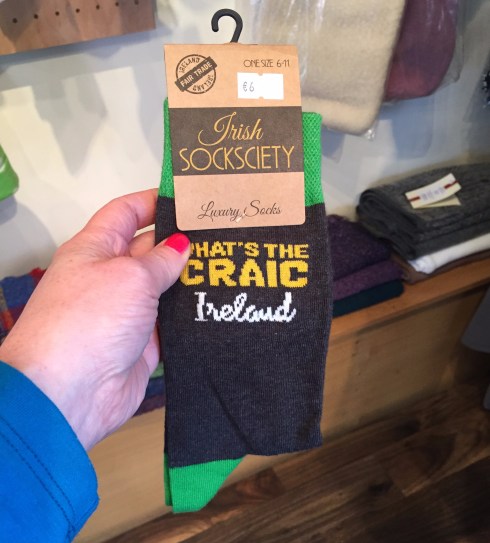 IRELAND
FAIR TRADE
ONE SIZE 6-11
€6
Irish
SOCKSCIETY
Luxury Socks
HAT'S THE
CRAIC
Ireland